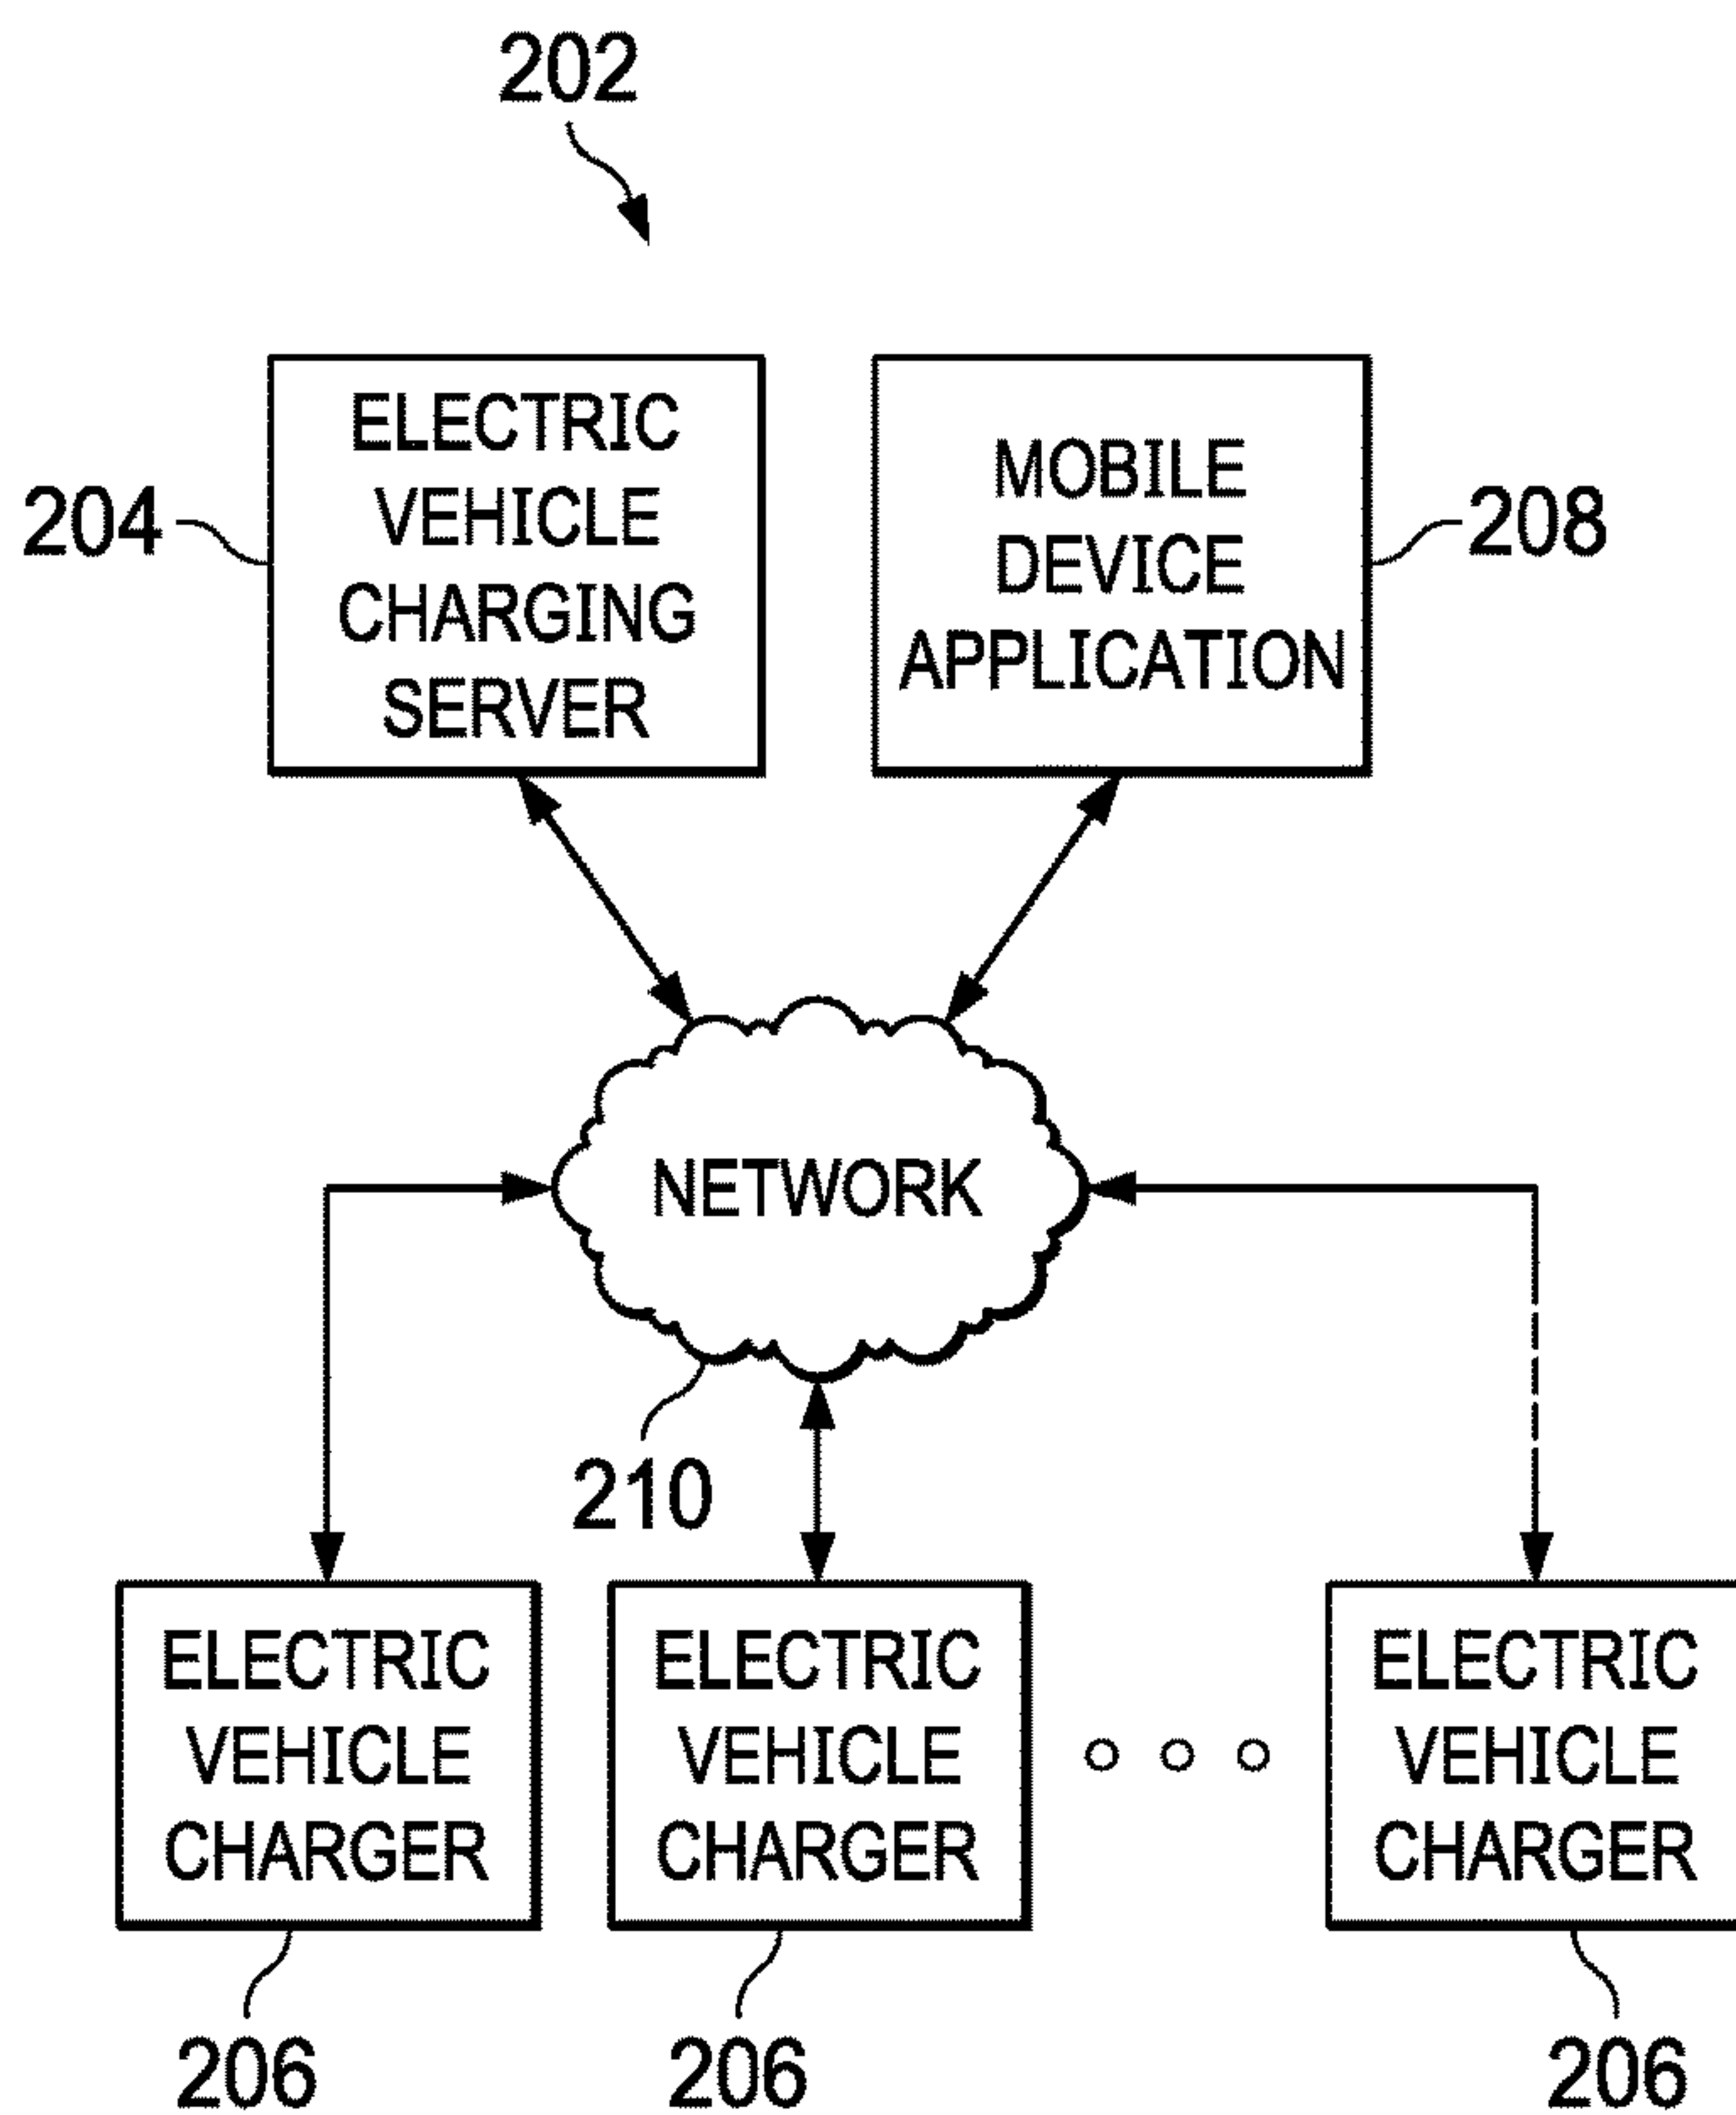 202
ELECTRIC
VEHICLE
CHARGING
SERVER
204
MOBILE
DEVICE
APPLICATION
208
NETWORK
210
ELECTRIC
VEHICLE
CHARGER
206
ELECTRIC
VEHICLE
CHARGER
206
ELECTRIC
VEHICLE
CHARGER
206